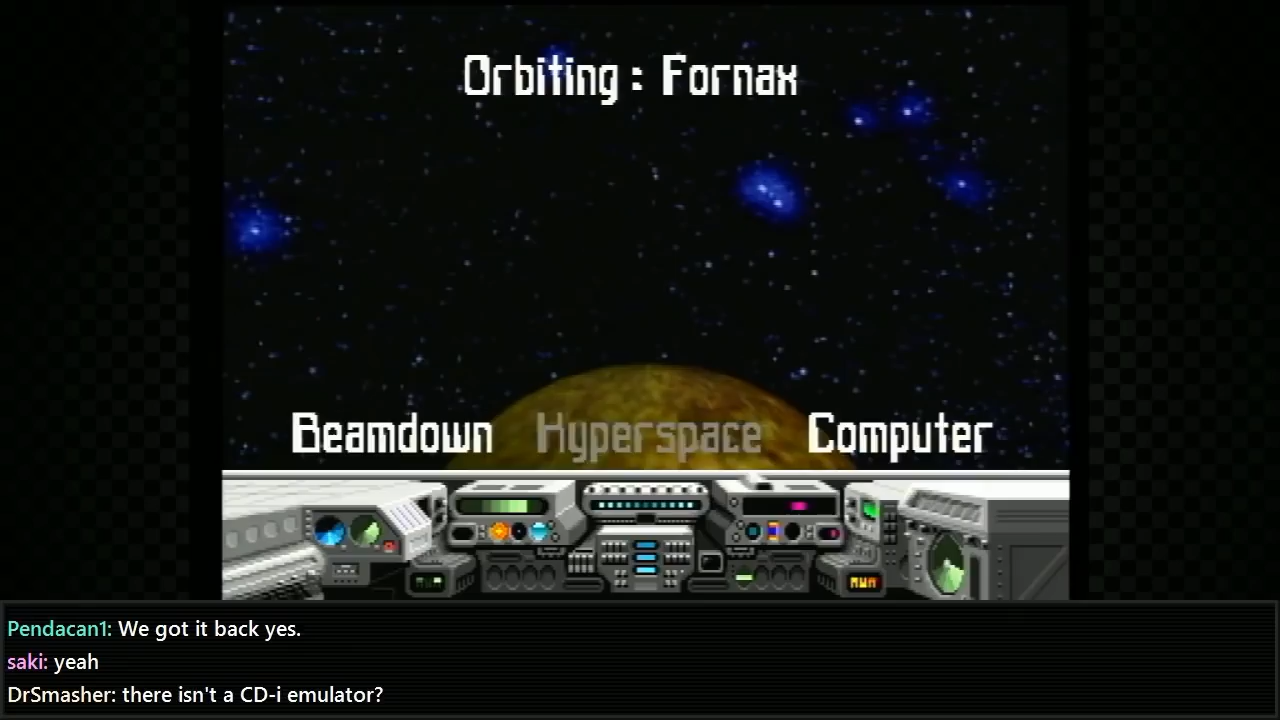 Orbiting : Fornax
Beamdown Hyperspace Computer
Pendacan1: We got it back yes.
saki: yeah
DrSmasher: there isn't a CD-i emulator?